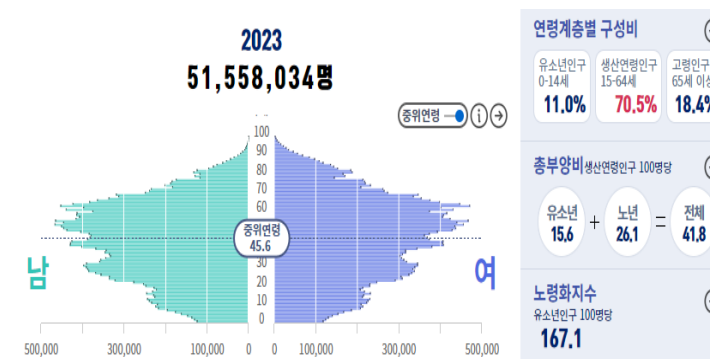 2023
51,558,034명
중위연령
100
90
80
70
60
중위연령
45.6
30
20
10
0
남
여
500,000 300,000 100,000 0 0 100,000 300,000 500,000
연령계층별 구성비
유소년인구 생산연령인구 고령인구
0-14세 15-64세 65세 이상
11.0% 70.5% 18.4%
총부양비 생산연령인구 100명당
유소년 + 노년 = 전체
15.6 26.1 41.8
노령화지수
유소년인구 100명당
167.1